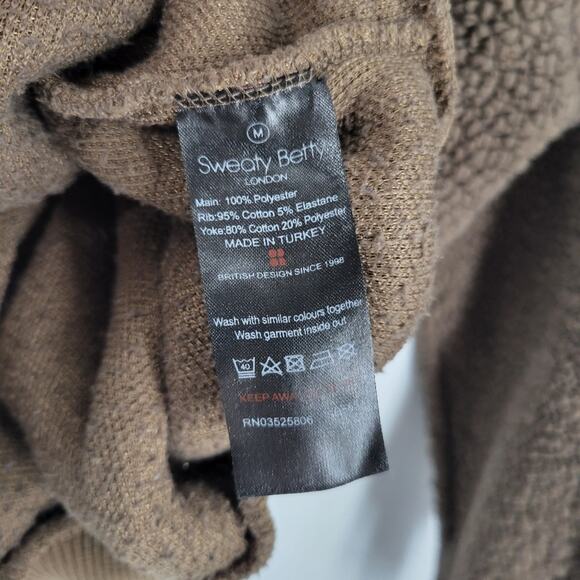 M
Sweaty Betty
LONDON
Main: 100% Polyester
Rib:95% Cotton 5% Elastane
Yoke:80% Cotton 20% Polyester
MADE IN TURKEY
BRITISH DESIGN SINCE 1998
Wash with similar colours together
Wash garment inside out
40
KEEP AWAY
RN03525806